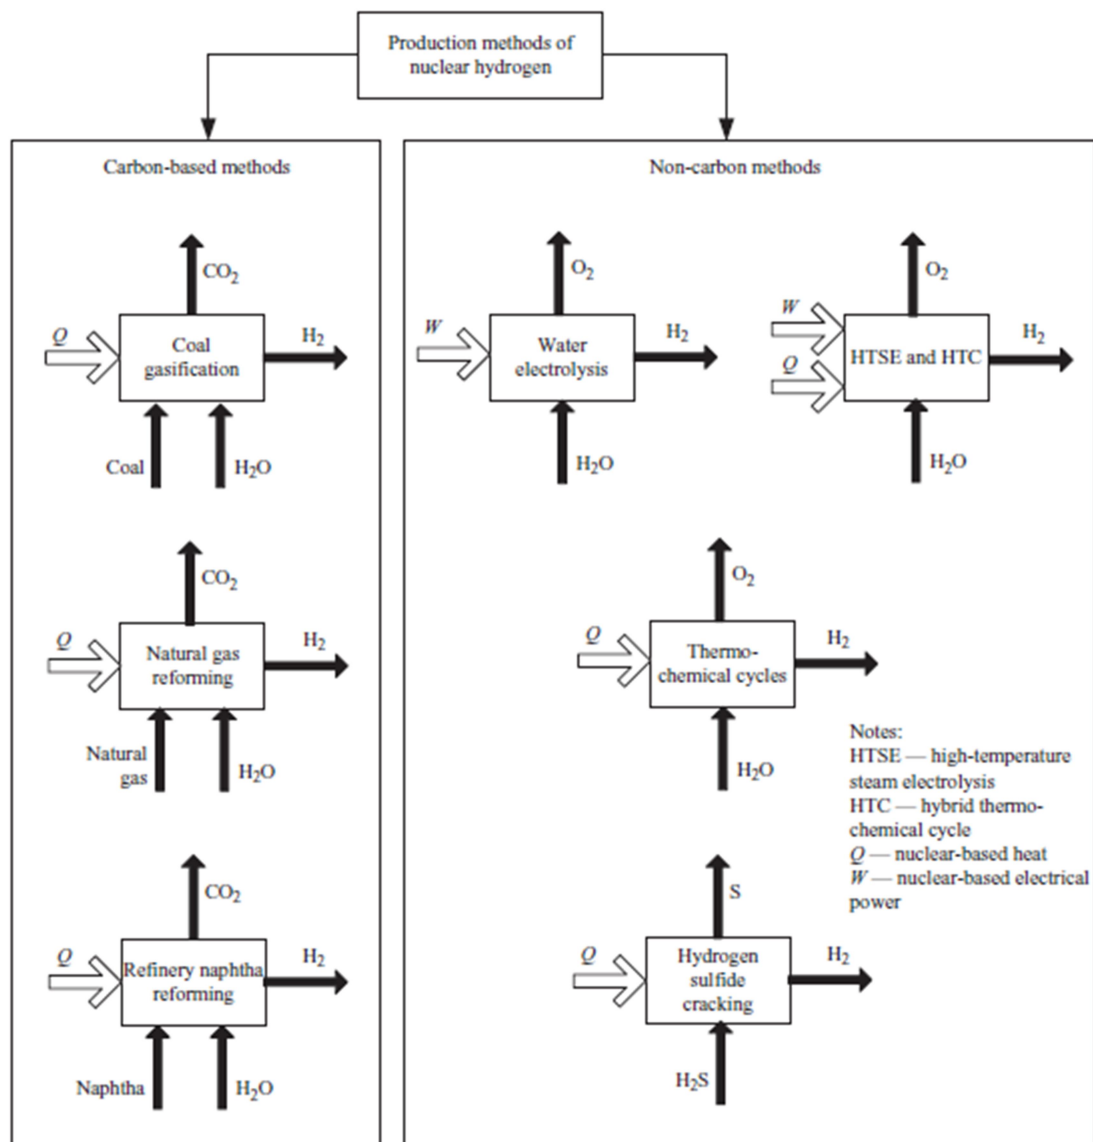 Production methods of
nuclear hydrogen
Carbon-based methods
CO₂
Q
Coal
gasification
H₂
Coal
H₂O
CO₂
Q
Natural gas
reforming
H₂
Natural
gas
H₂O
CO₂
Q
Refinery naphtha
reforming
H₂
Naphtha
H₂O
Non-carbon methods
O₂
W
Water
electrolysis
H₂
H₂O
O₂
W
Q
HTSE and HTC
H₂
H₂O
O₂
Q
Thermo-
chemical cycles
H₂
H₂O
S
Q
Hydrogen
sulfide
cracking
H₂
H₂S
Notes:
HTSE — high-temperature
steam electrolysis
HTC — hybrid thermo-
chemical cycle
Q — nuclear-based heat
W — nuclear-based electrical
power